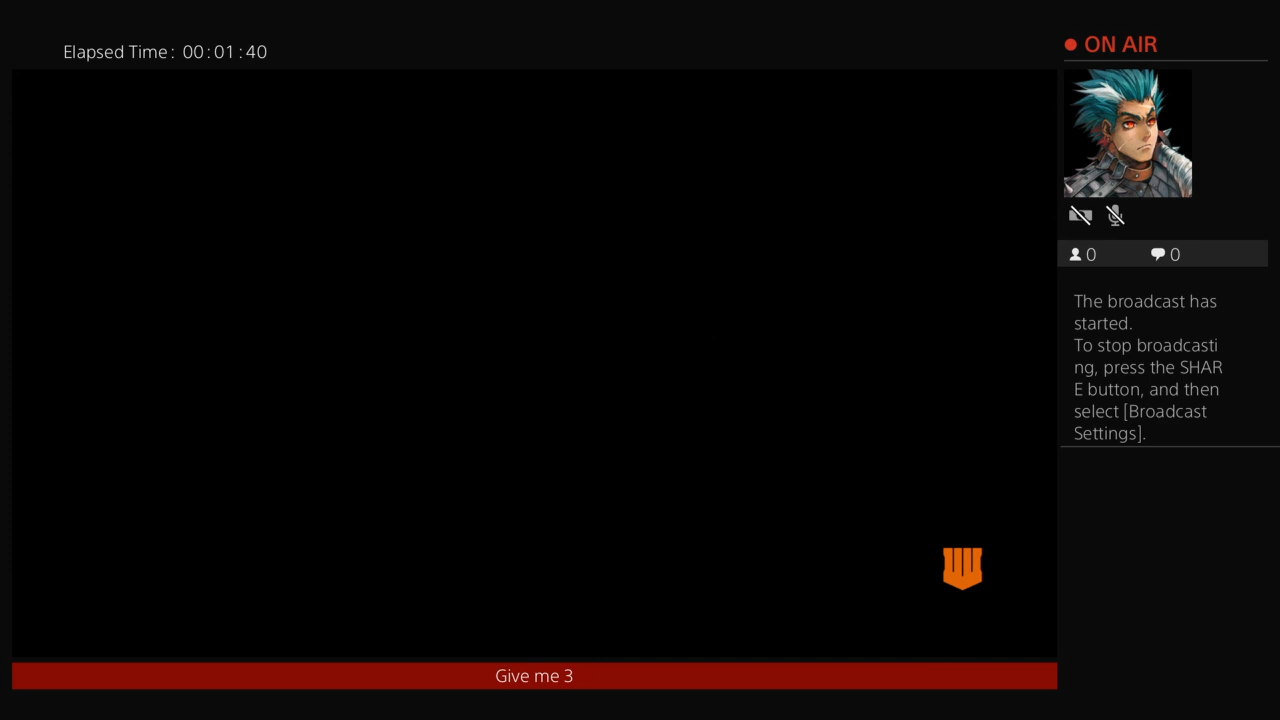 Elapsed Time: 00:01:40
ON AIR
0 0
The broadcast has
started.
To stop broadcasti
ng, press the SHAR
E button, and then
select [Broadcast
Settings].
Give me 3